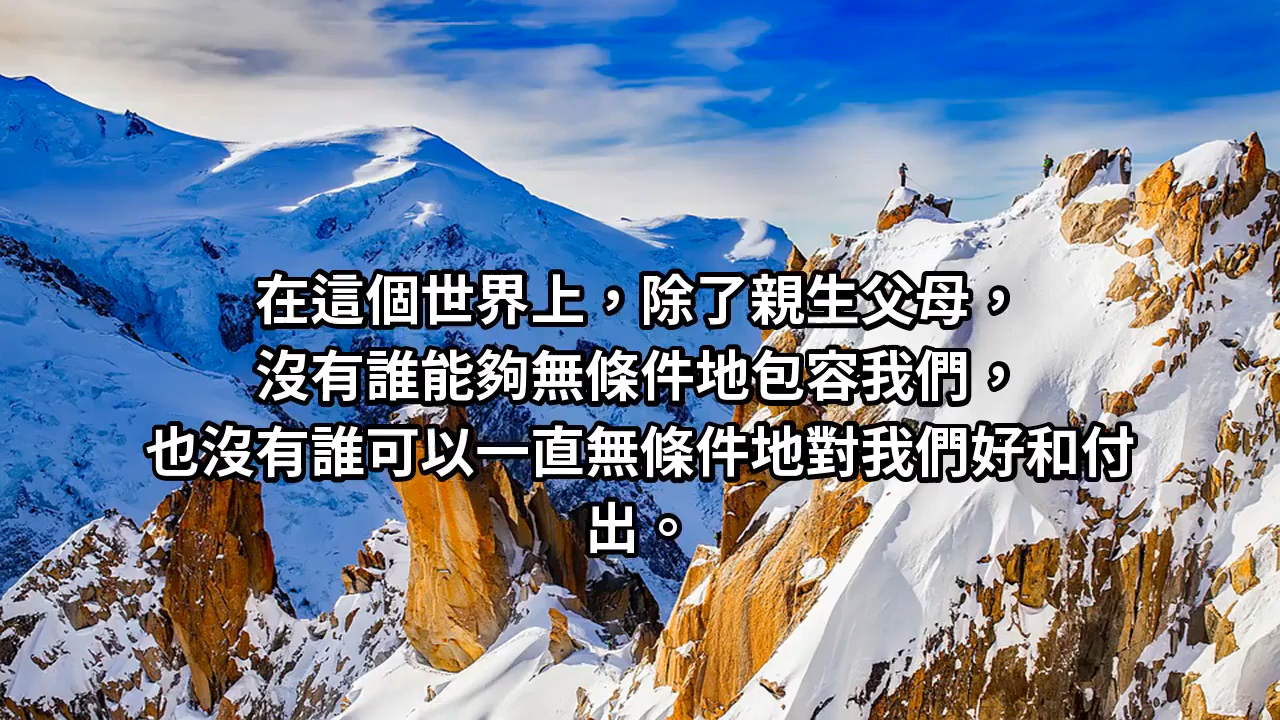 在這個世界上，除了親生父母，
沒有誰能夠無條件地包容我們，
也沒有誰可以一直無條件地對我們好和付
出。